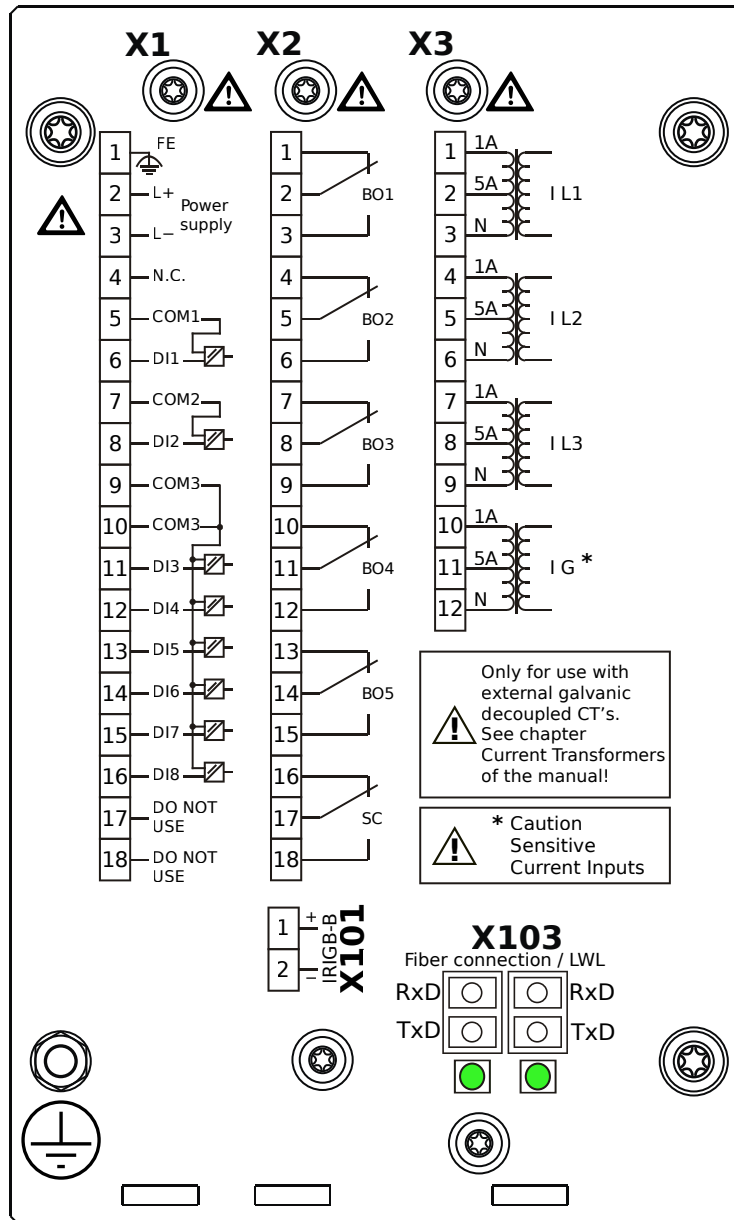 X1 X2 X3
1 FE
2 L+
Power
supply
3 L−
4 N.C.
5 COM1
6 DI1
7 COM2
8 DI2
9 COM3
10 COM3
11 DI3
12 DI4
13 DI5
14 DI6
15 DI7
16 DI8
17 DO NOT
USE
18 DO NOT
USE
1
2 BO1
3
4
5 BO2
6
7
8 BO3
9
10
11 BO4
12
13
14 BO5
15
16
17 SC
18
1 1A
2 5A I L1
3 N
4 1A
5 5A I L2
6 N
7 1A
8 5A I L3
9 N
10 1A
11 5A I G *
12 N
Only for use with
external galvanic
decoupled CT's.
See chapter
Current Transformers
of the manual!
* Caution
Sensitive
Current Inputs
1 +
2 −
IRIGB-B
X101
X103
Fiber connection / LWL
RxD RxD
TxD TxD